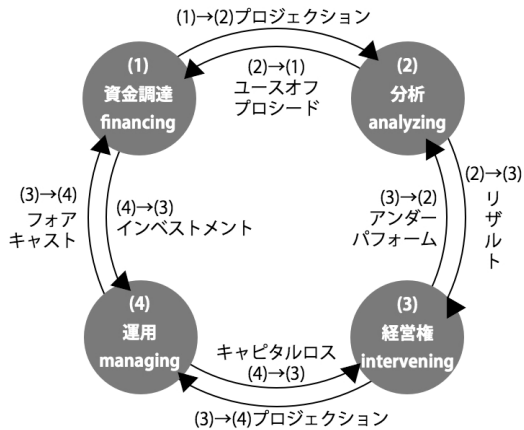 (1)→(2)プロジェクション
(1)
資金調達
financing
(2)→(1)
ユースオフ
プロシード
(2)
分析
analyzing
(3)→(4)
フォア
キャスト
(4)→(3)
インベストメント
(3)→(2)
アンダー
パフォーム
(2)→(3)
リザルト
(4)
運用
managing
キャピタルロス
(4)→(3)
(3)
経営権
intervening
(3)→(4)プロジェクション